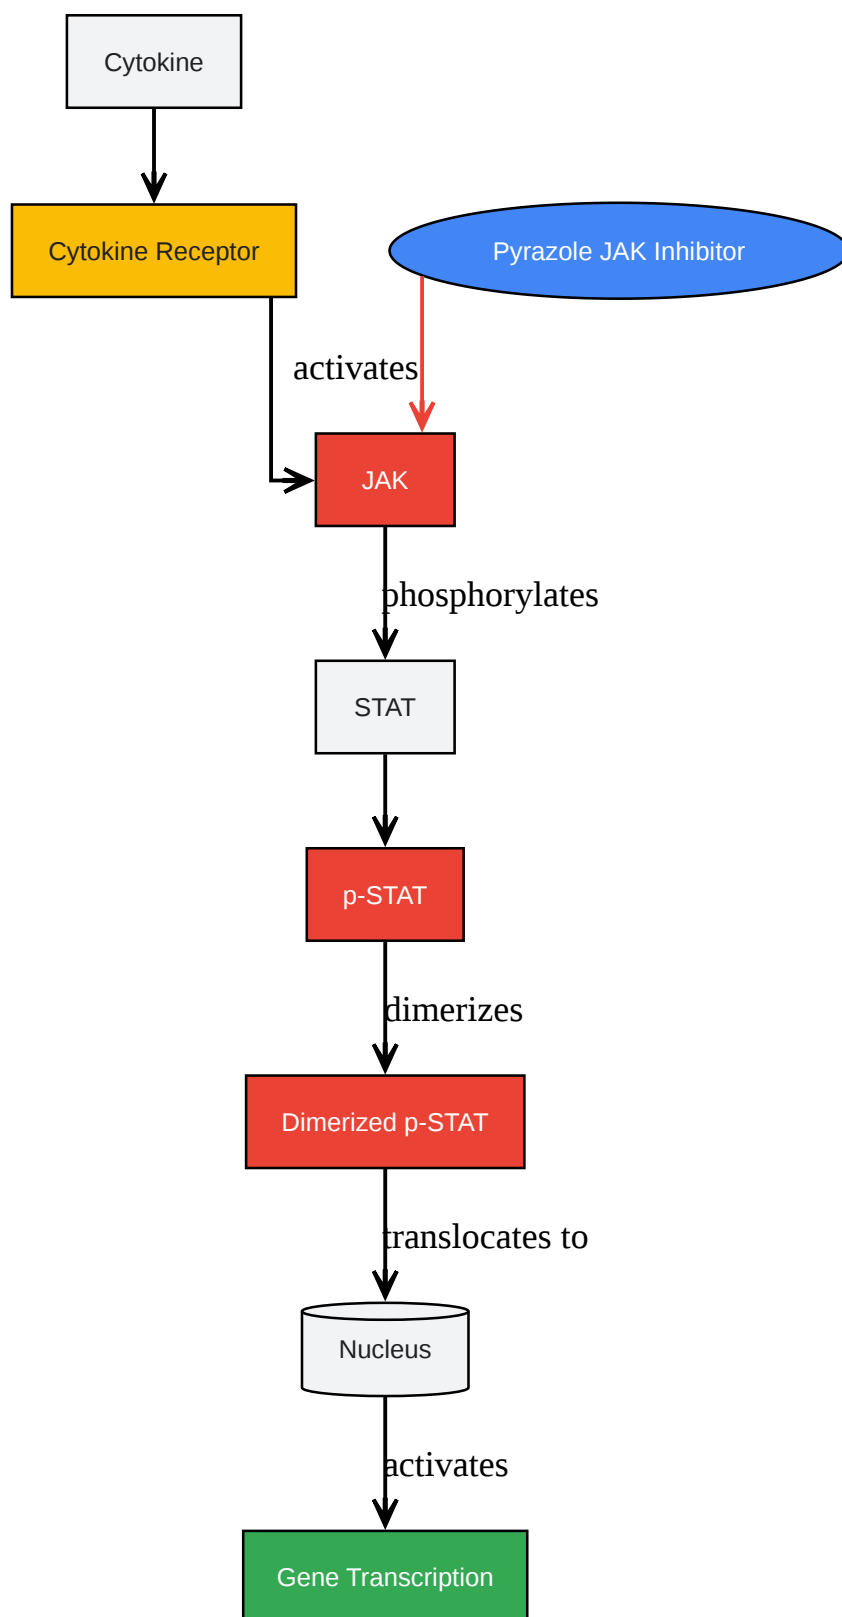 Cytokine
Cytokine Receptor
Pyrazole JAK Inhibitor
activates
JAK
phosphorylates
STAT
p-STAT
dimerizes
Dimerized p-STAT
translocates to
Nucleus
activates
Gene Transcription